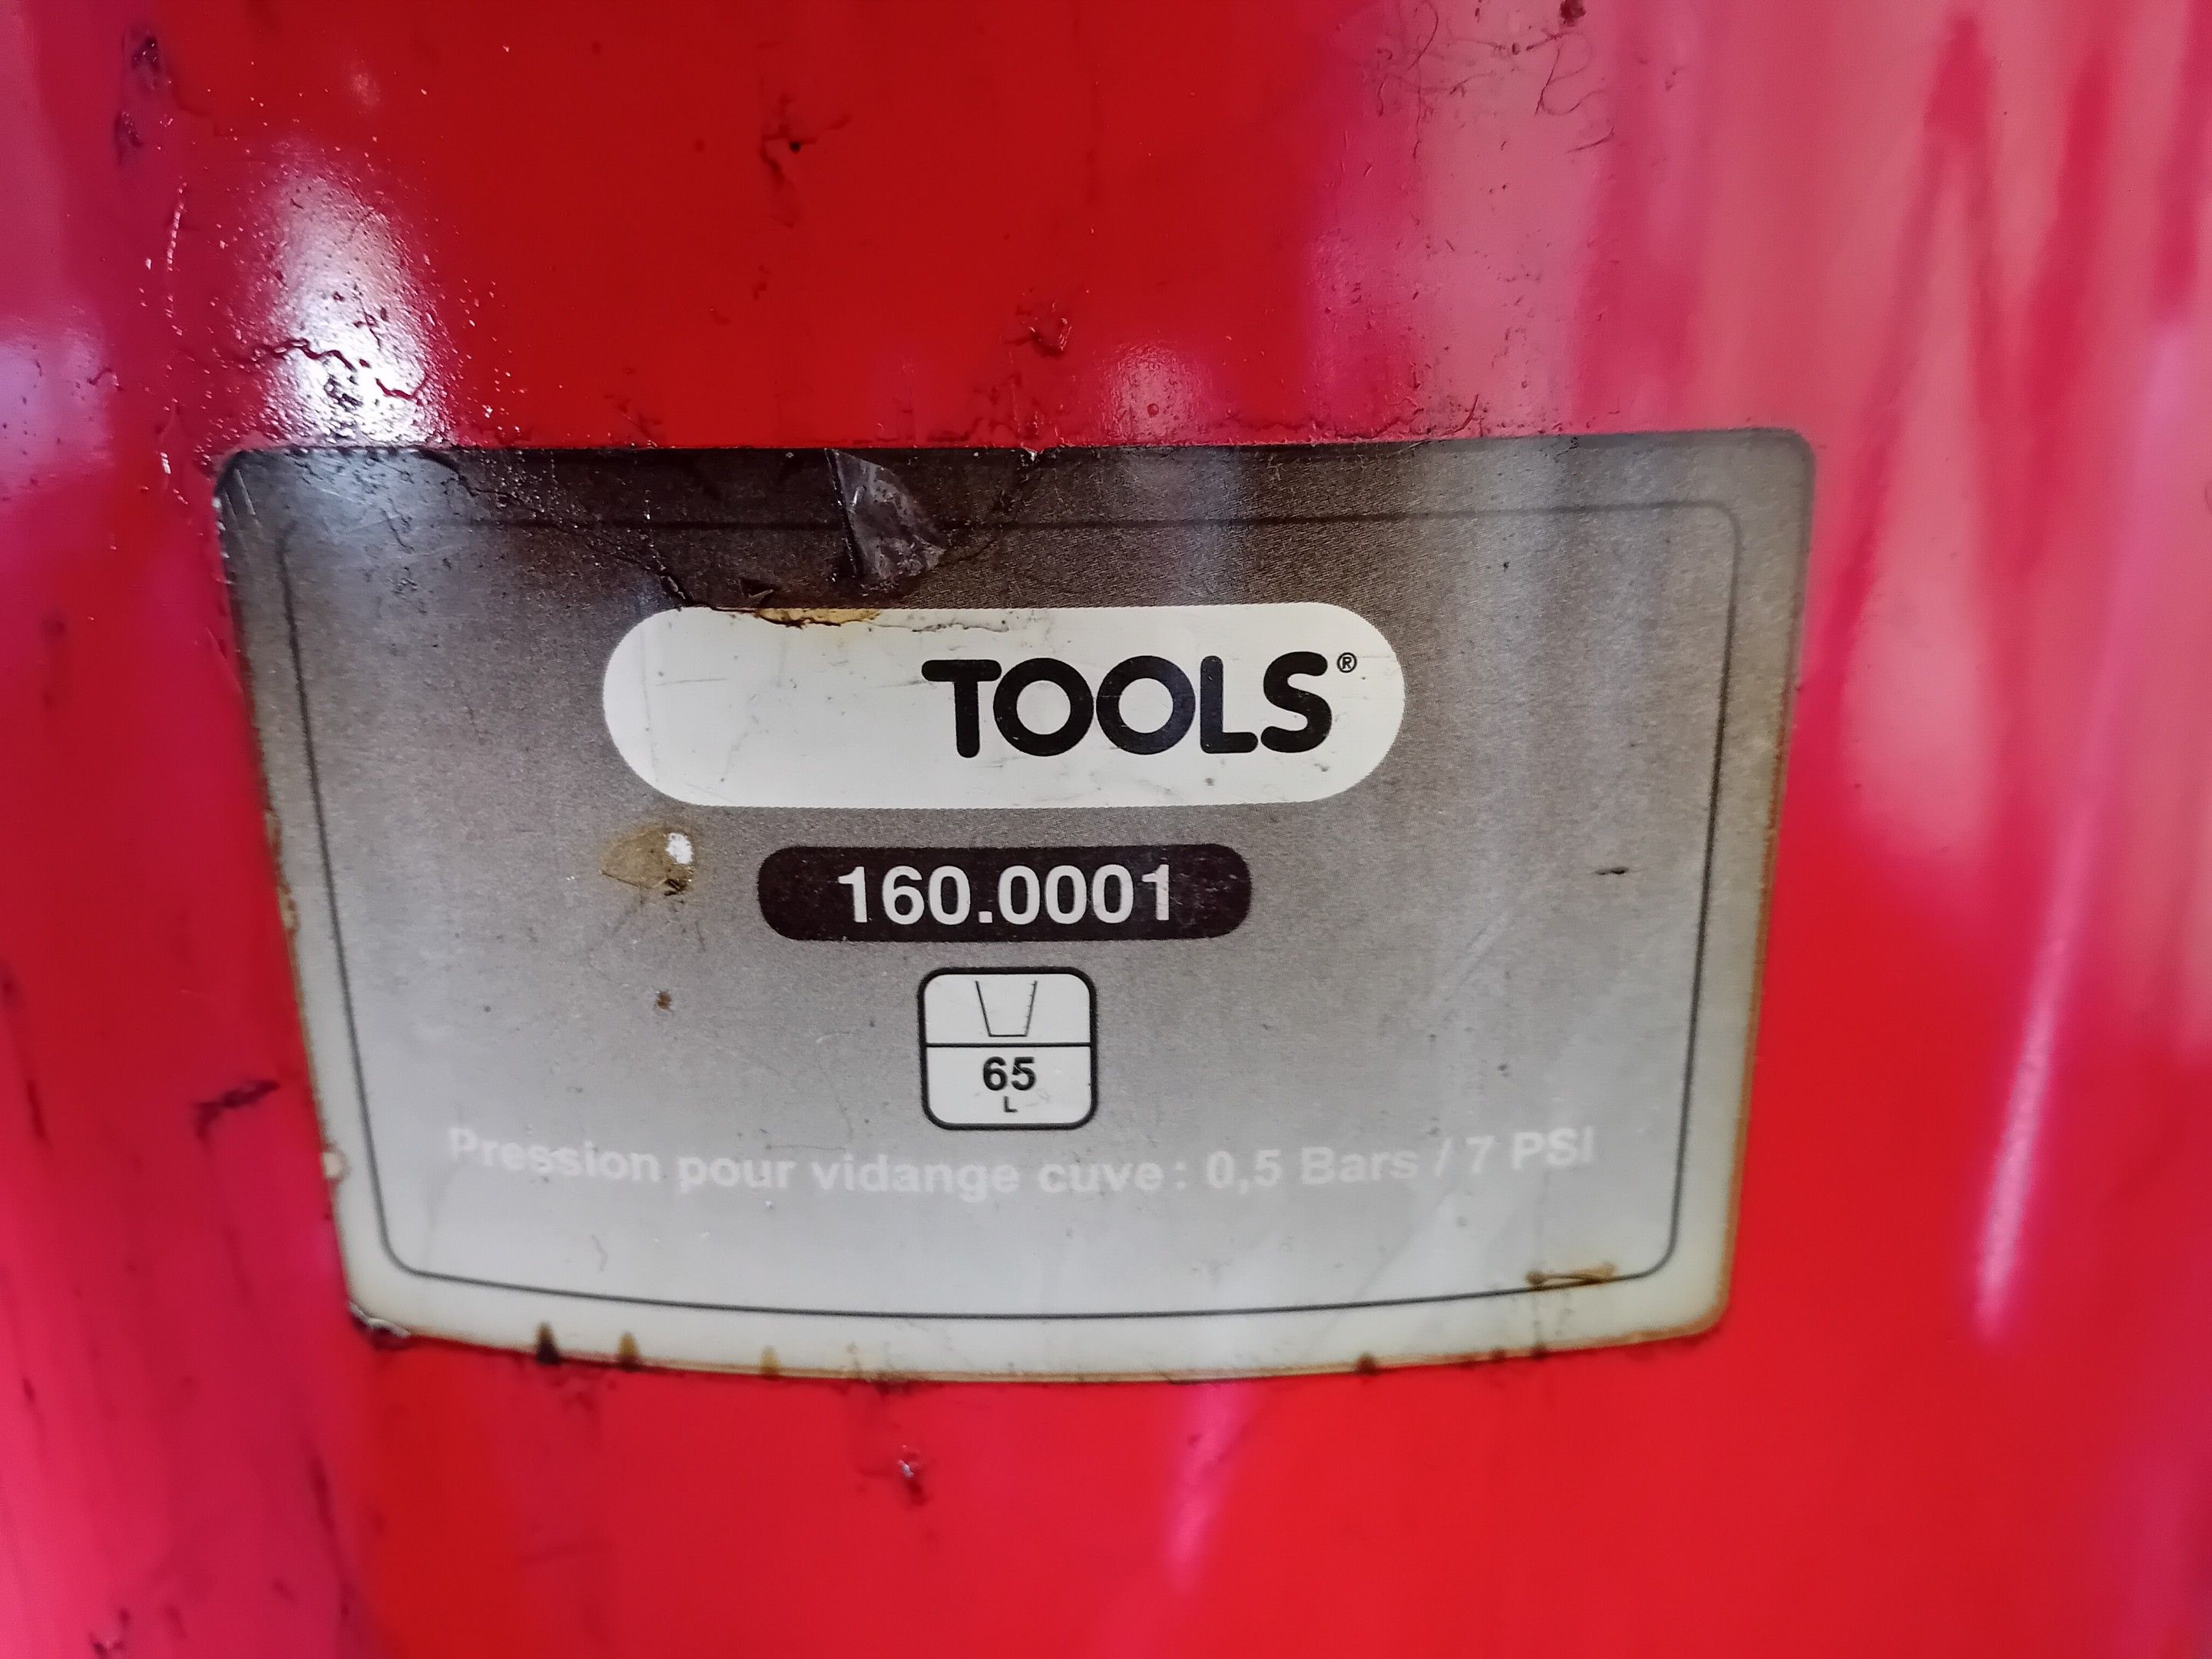 TOOLS®
160.0001
65
L
Pression pour vidange cuve : 0,5 Bars / 7 PSI